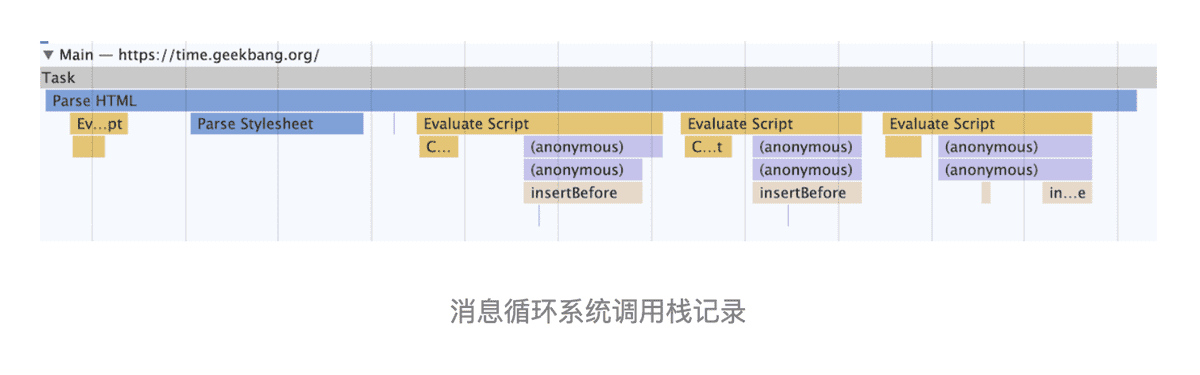 ▼ Main — https://time.geekbang.org/
Task
Parse HTML
Ev...pt Parse Stylesheet Evaluate Script Evaluate Script Evaluate Script
C... (anonymous) C...t (anonymous) (anonymous)
(anonymous) (anonymous) (anonymous)
insertBefore insertBefore in...e
消息循环系统调用栈记录